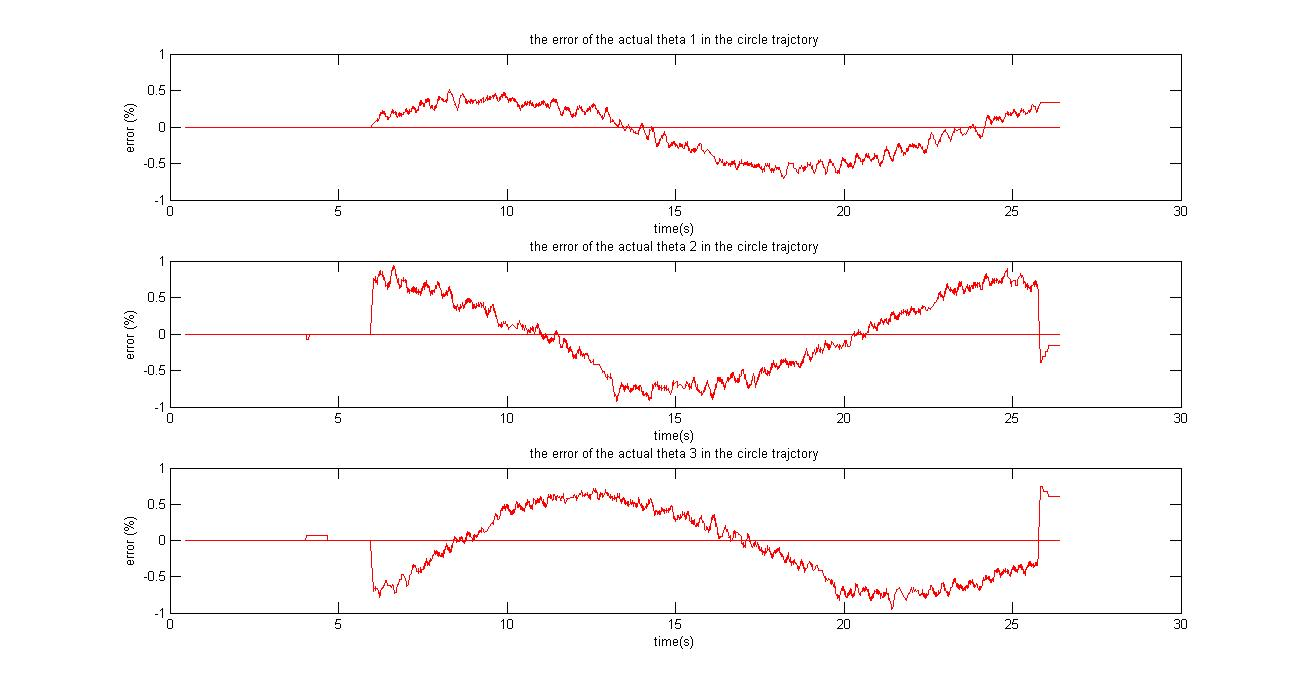 the error of the actual theta 1 in the circle trajctory
error (%)
1
0.5
0
-0.5
-1
0 5 10 15 20 25 30
time(s)
the error of the actual theta 2 in the circle trajctory
error (%)
1
0.5
0
-0.5
-1
0 5 10 15 20 25 30
time(s)
the error of the actual theta 3 in the circle trajctory
error (%)
1
0.5
0
-0.5
-1
0 5 10 15 20 25 30
time(s)